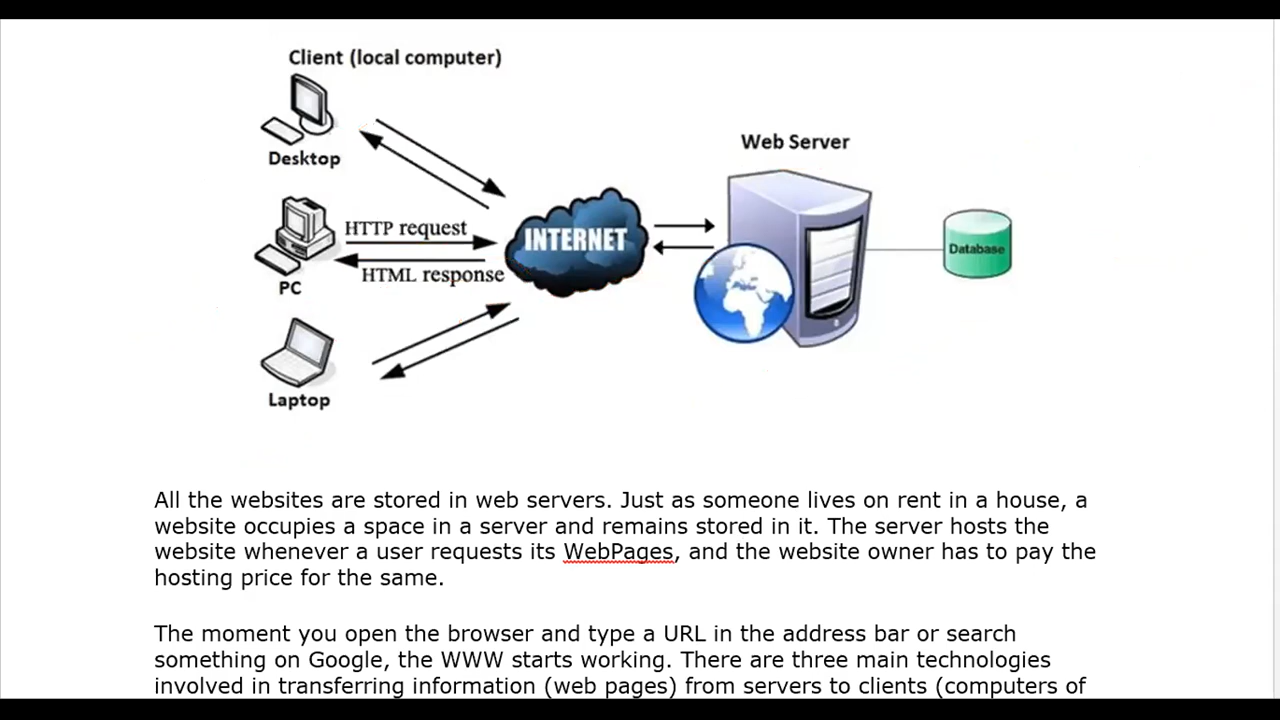 Client (local computer)
Desktop
Web Server
HTTP request
INTERNET
Database
HTML response
PC
Laptop
All the websites are stored in web servers. Just as someone lives on rent in a house, a
website occupies a space in a server and remains stored in it. The server hosts the
website whenever a user requests its WebPages, and the website owner has to pay the
hosting price for the same.
The moment you open the browser and type a URL in the address bar or search
something on Google, the WWW starts working. There are three main technologies
involved in transferring information (web pages) from servers to clients (computers of